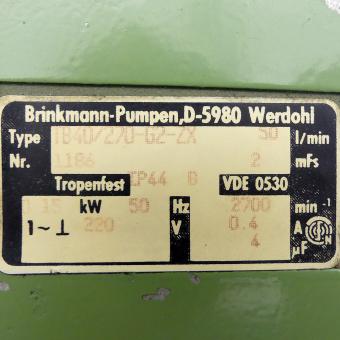 Brinkmann-Pumpen,D-5980 Werdohl
Type TB40/270-G2-ZX 50 l/min
Nr. 1186 2 mFs
Tropenfest IP44 B VDE 0530
kW 50 Hz 2700 min -1
1~⊥ 220 V 0.4 A
4 µF